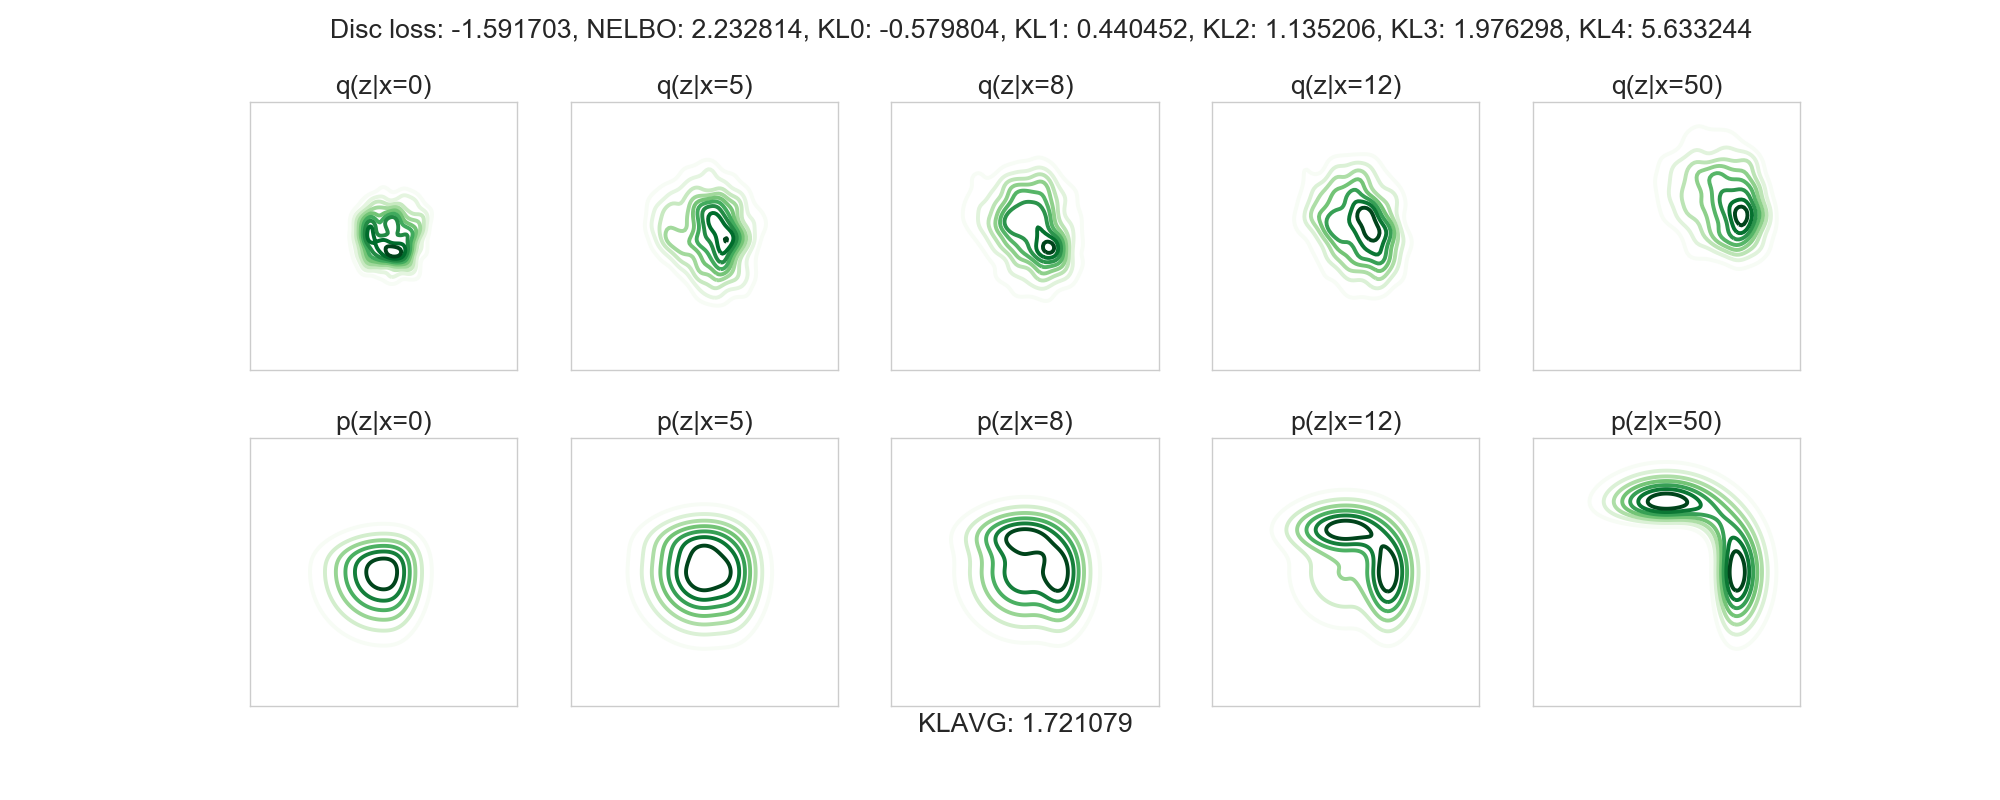 Disc loss: -1.591703, NELBO: 2.232814, KL0: -0.579804, KL1: 0.440452, KL2: 1.135206, KL3: 1.976298, KL4: 5.633244
q(z|x=0) q(z|x=5) q(z|x=8) q(z|x=12) q(z|x=50)
p(z|x=0) p(z|x=5) p(z|x=8) p(z|x=12) p(z|x=50)
KLAVG: 1.721079